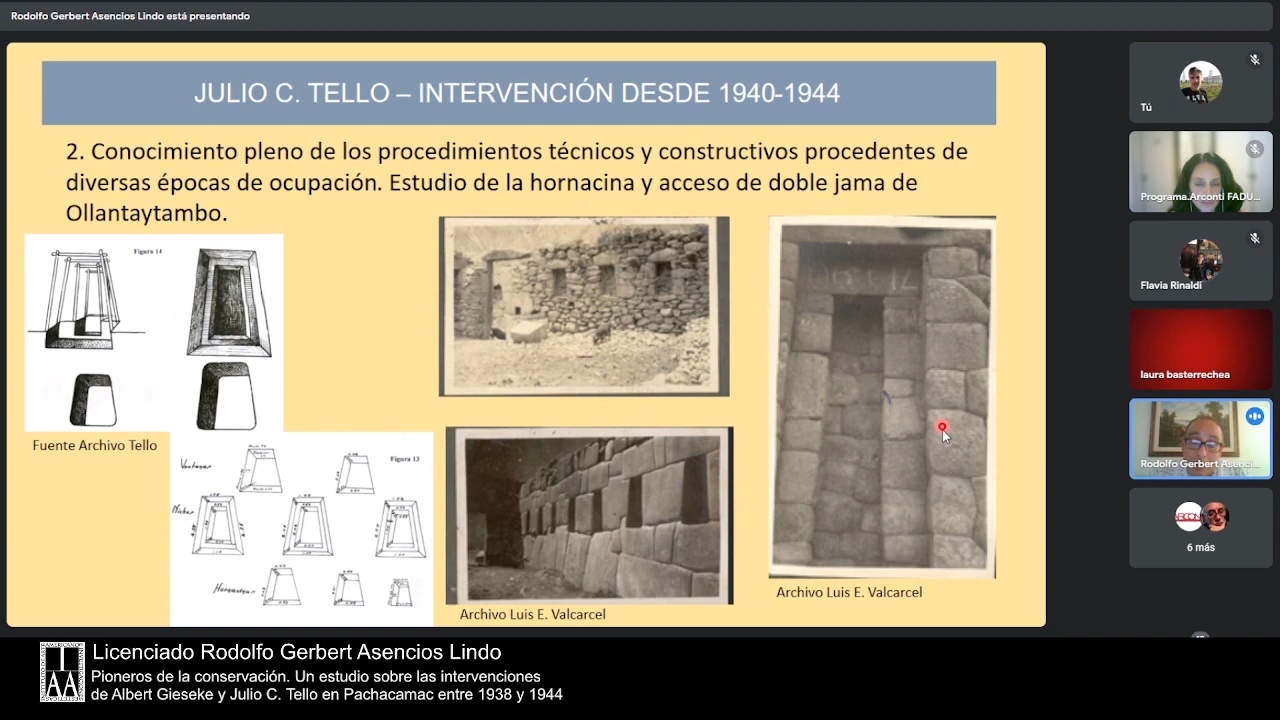 Rodolfo Gerbert Asencios Lindo está presentando
JULIO C. TELLO – INTERVENCIÓN DESDE 1940-1944
2. Conocimiento pleno de los procedimientos técnicos y constructivos procedentes de
diversas épocas de ocupación. Estudio de la hornacina y acceso de doble jama de
Ollantaytambo.
Figura 14
Fuente Archivo Tello
Figura 13
Ventanas
Archivo Luis E. Valcarcel
Archivo Luis E. Valcarcel
Tú
Programa.Arconti FADU...
Flavia Rinaldi
laura basterrechea
Rodolfo Gerbert Asenci...
6 más
Licenciado Rodolfo Gerbert Asencios Lindo
Pioneros de la conservación. Un estudio sobre las intervenciones
de Albert Gieseke y Julio C. Tello en Pachacamac entre 1938 y 1944
IAA